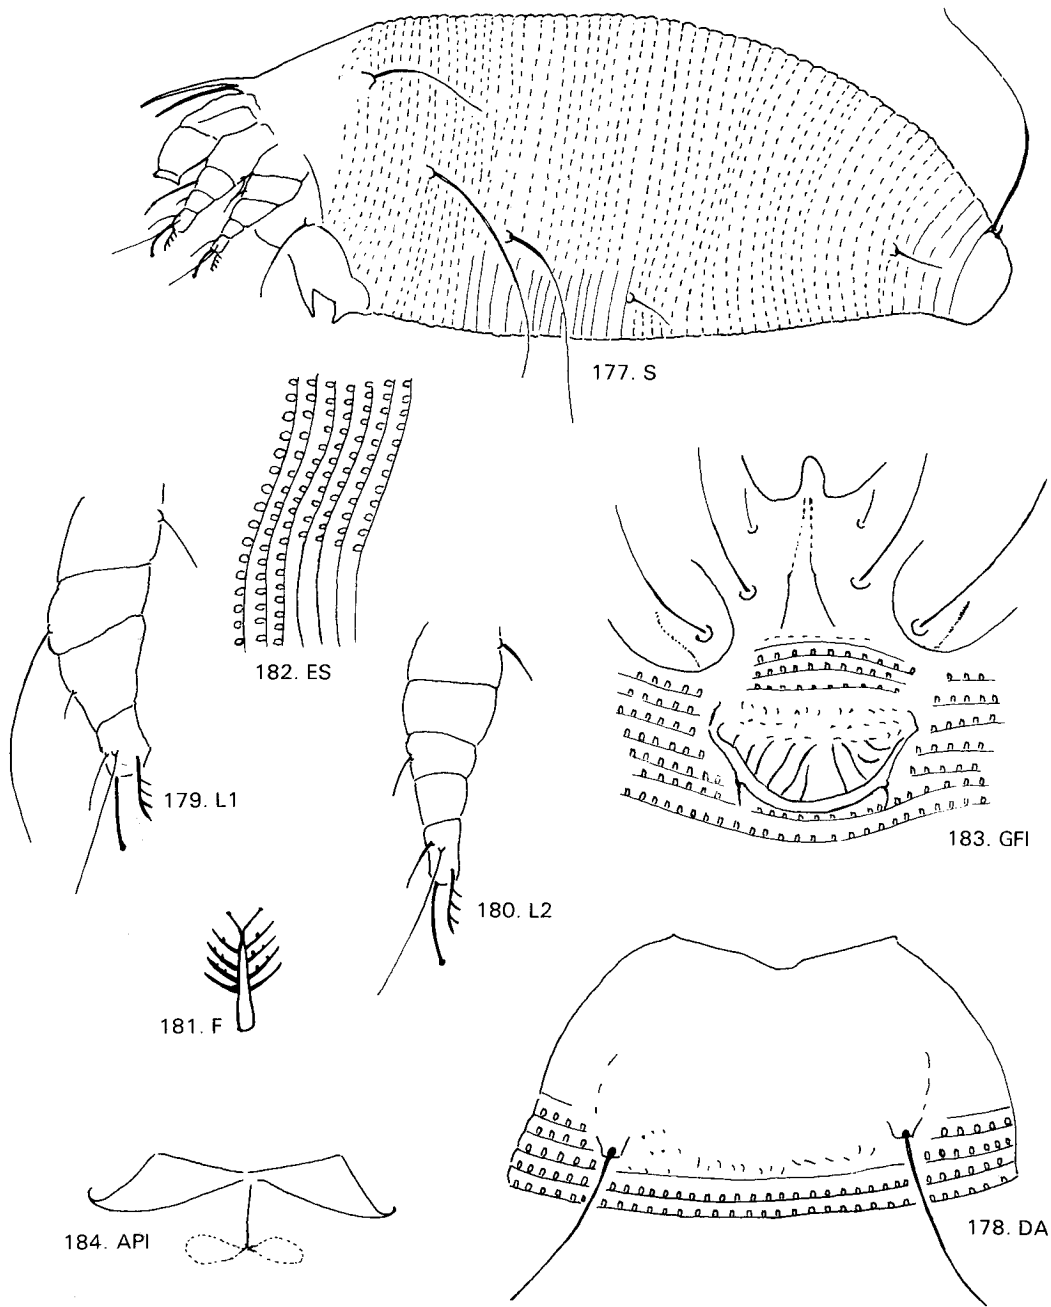 177. S
182. ES
179. L1
183. GFI
180. L2
181. F
178. DA
184. API